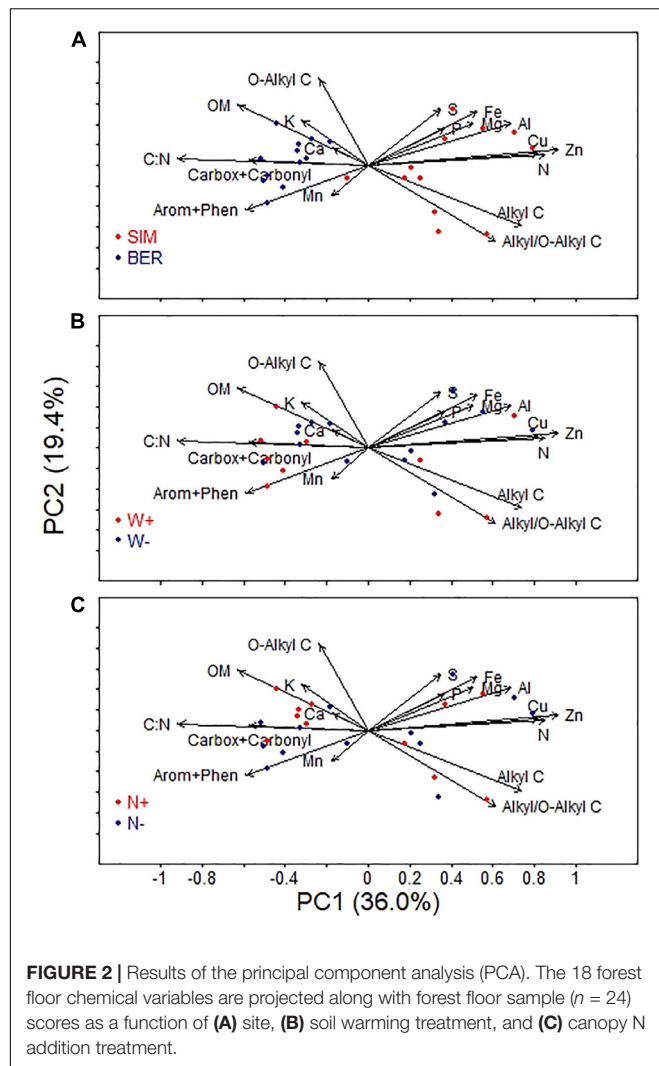 A
O-Alkyl C
OM
K
S
Fe
P
Mg
Al
Cu
Zn
N
C:N
Ca
Carbox+Carbonyl
Mn
Arom+Phen
Alkyl C
Alkyl/O-Alkyl C
SIM
BER
B
O-Alkyl C
OM
K
S
Fe
P
Mg
Al
Cu
Zn
N
C:N
Ca
Carbox+Carbonyl
Mn
Arom+Phen
Alkyl C
Alkyl/O-Alkyl C
W+
W-
PC2 (19.4%)
C
O-Alkyl C
OM
K
S
Fe
P
Mg
Al
Cu
Zn
N
C:N
Ca
Carbox+Carbonyl
Mn
Arom+Phen
Alkyl C
Alkyl/O-Alkyl C
N+
N-
-1 -0.8 -0.4 0 0.2 0.4 0.6 0.8 1
PC1 (36.0%)
FIGURE 2 | Results of the principal component analysis (PCA). The 18 forest
floor chemical variables are projected along with forest floor sample (n = 24)
scores as a function of (A) site, (B) soil warming treatment, and (C) canopy N
addition treatment.